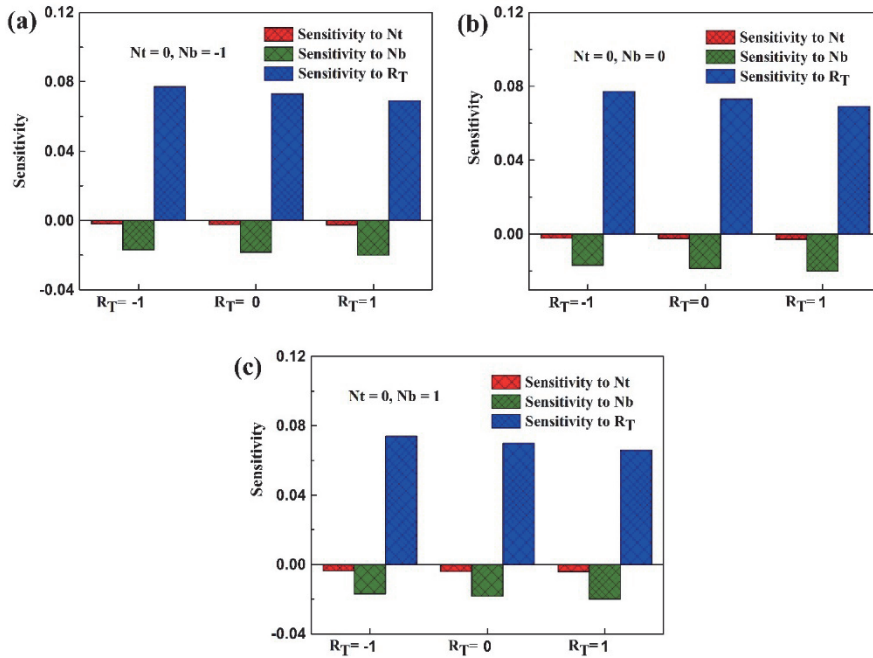 (a)
0.12
0.08
0.04
0.00
-0.04
Sensitivity
Nt = 0, Nb = -1
Sensitivity to Nt
Sensitivity to Nb
Sensitivity to RT
RT= -1
RT= 0
RT= 1
(b)
0.12
0.08
0.04
0.00
Sensitivity
Nt = 0, Nb = 0
Sensitivity to Nt
Sensitivity to Nb
Sensitivity to RT
RT= -1
RT= 0
RT= 1
(c)
0.12
0.08
0.04
0.00
-0.04
Sensitivity
Nt = 0, Nb = 1
Sensitivity to Nt
Sensitivity to Nb
Sensitivity to RT
RT= -1
RT= 0
RT= 1